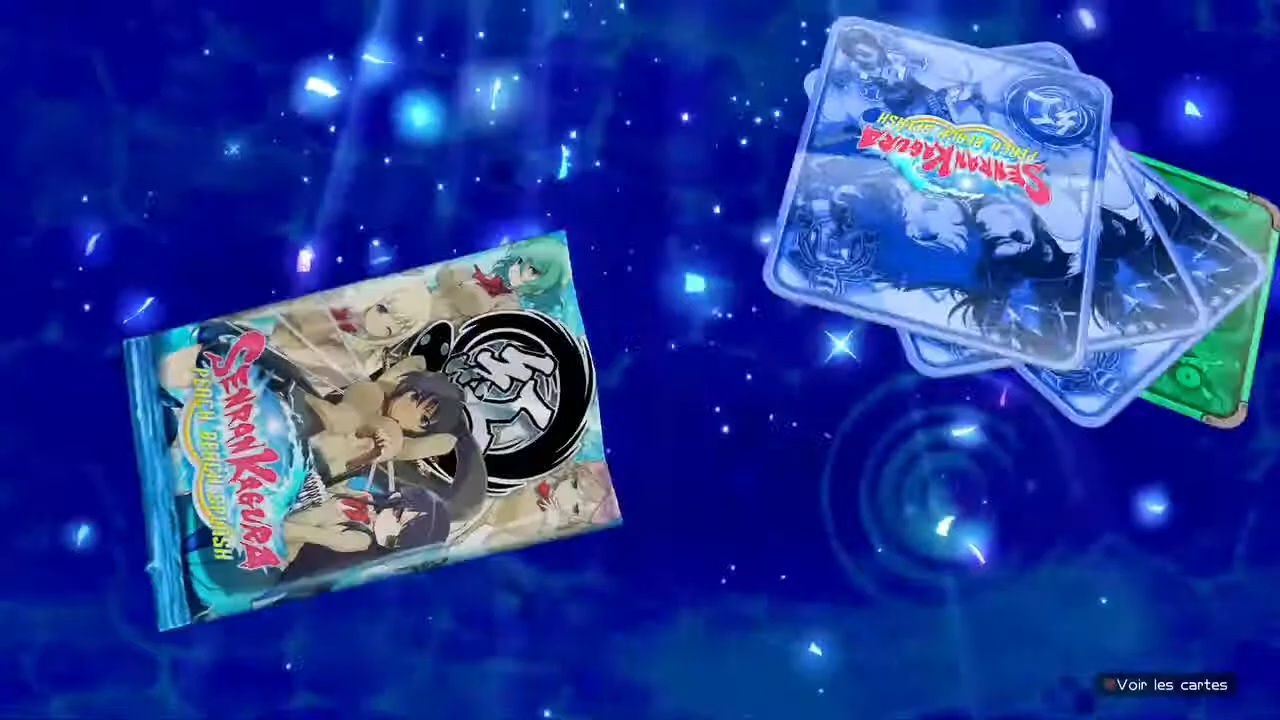 SENRAN KAGURA
PEACH BEACH SPLASH
SENRAN KAGURA
PEACH BEACH SPLASH
Voir les cartes